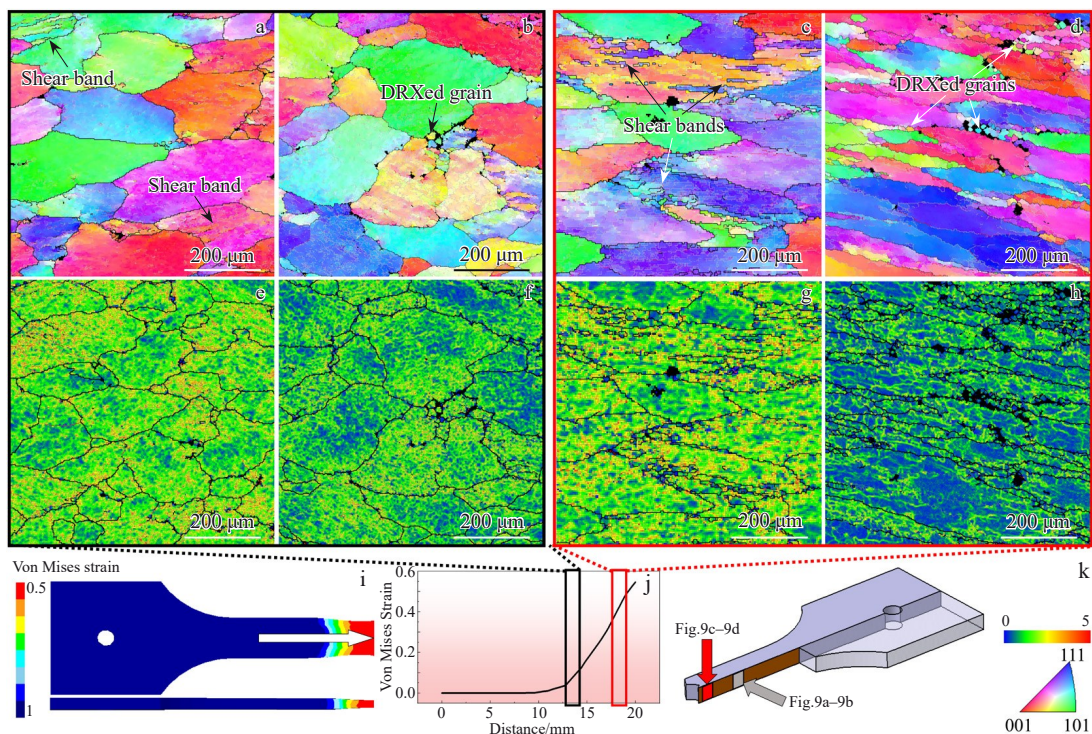 a
b
c
d
Shear band
Shear band
DRXed grain
Shear bands
DRXed grains
200 μm
200 μm
200 μm
200 μm
e
f
g
h
200 μm
200 μm
200 μm
200 μm
Von Mises strain
0.5
1
i
j
Von Mises Strain
0.6
0.4
0.2
0.0
0
5
10
15
20
Distance/mm
k
Fig.9c–9d
Fig.9a–9b
0
5
111
001
101